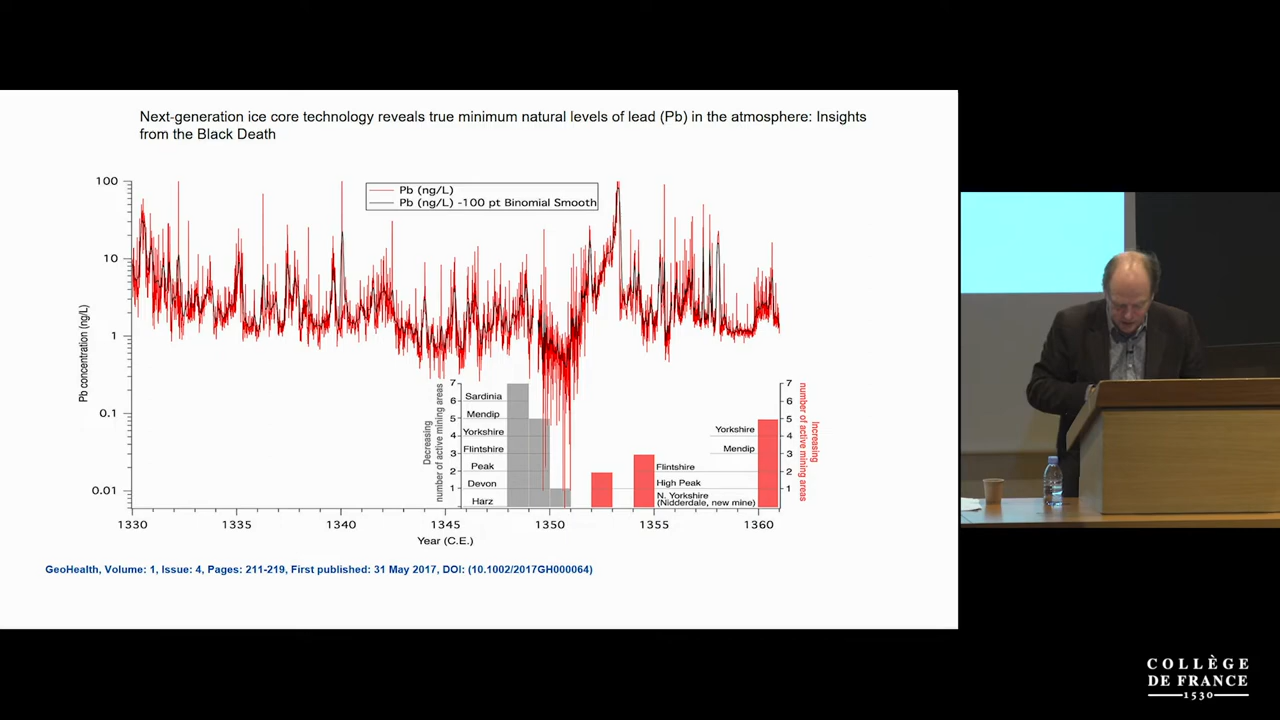 Next-generation ice core technology reveals true minimum natural levels of lead (Pb) in the atmosphere: Insights
from the Black Death
Pb (ng/L)
Pb (ng/L) -100 pt Binomial Smooth
Pb concentration (ng/L)
100
10
1
0.1
0.01
Decreasing
number of active mining areas
7
6
5
4
3
2
1
Sardinia
Mendip
Yorkshire
Flintshire
Peak
Devon
Harz
Yorkshire
Mendip
Flintshire
High Peak
N. Yorkshire
(Nidderdale, new mine)
7
6
5
4
3
2
1
Increasing
number of active mining areas
1330
1335
1340
1345
1350
1355
1360
Year (C.E.)
GeoHealth, Volume: 1, Issue: 4, Pages: 211-219, First published: 31 May 2017, DOI: (10.1002/2017GH000064)
COLLÈGE
DE FRANCE
1530